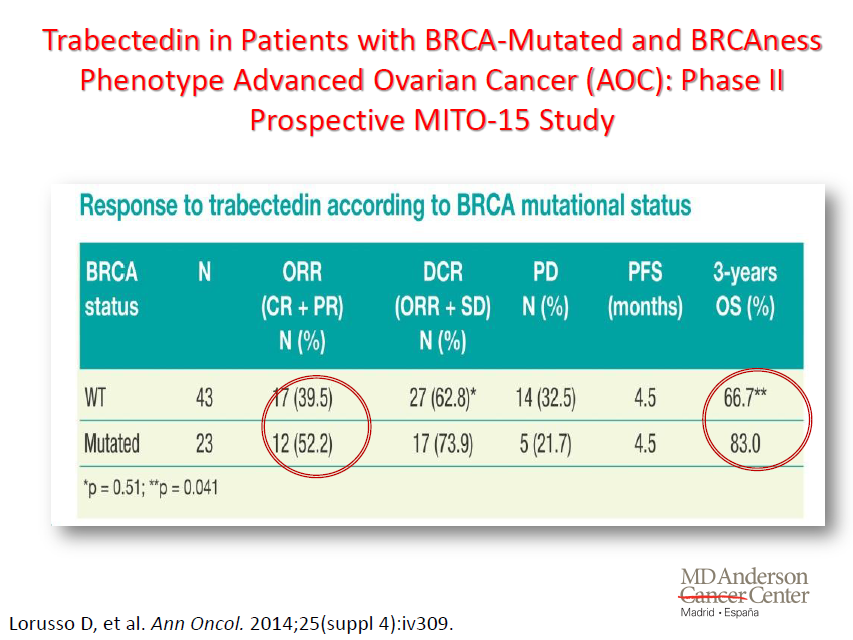 Trabectedin in Patients with BRCA-Mutated and BRCAness
Phenotype Advanced Ovarian Cancer (AOC): Phase II
Prospective MITO-15 Study
Response to trabectedin according to BRCA mutational status
BRCA status N ORR (CR + PR) N (%) DCR (ORR + SD) N (%) PD N (%) PFS (months) 3-years OS (%)
WT 43 17 (39.5) 27 (62.8)* 14 (32.5) 4.5 66.7**
Mutated 23 12 (52.2) 17 (73.9) 5 (21.7) 4.5 83.0
*p = 0.51; **p = 0.041
MD Anderson
Cancer Center
Madrid • España
Lorusso D, et al. Ann Oncol. 2014;25(suppl 4):iv309.